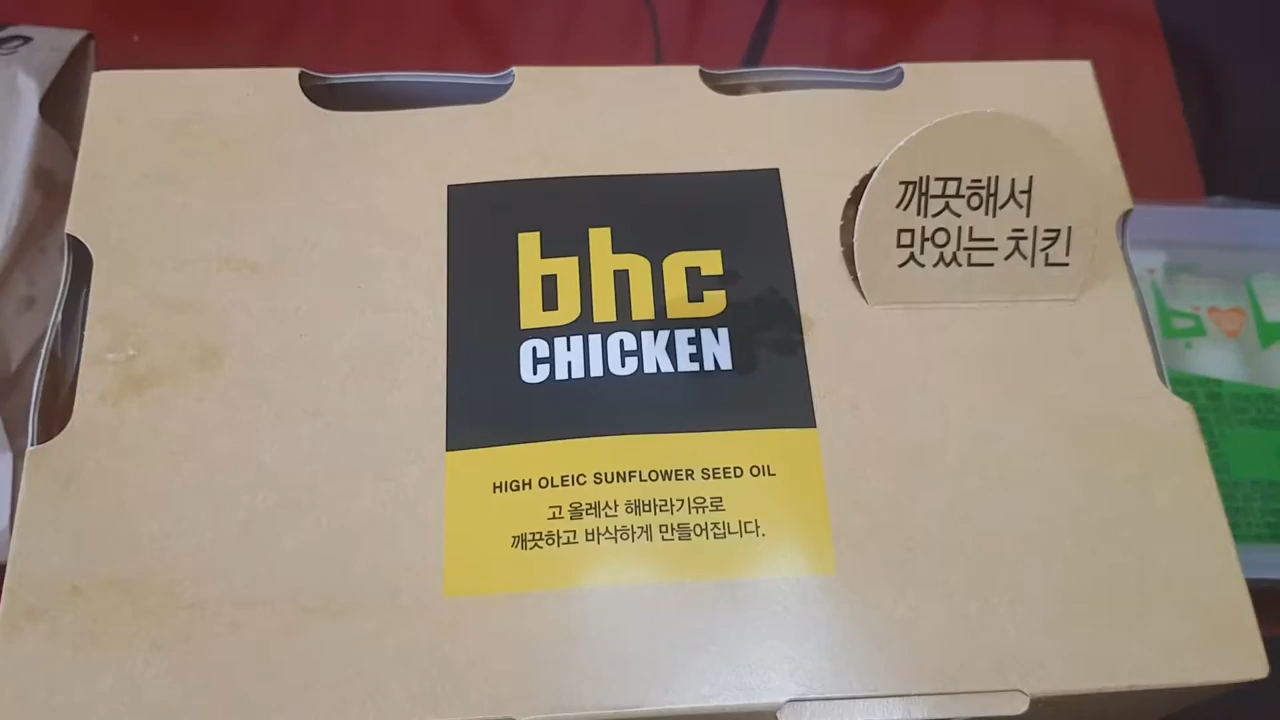 bhc
CHICKEN
HIGH OLEIC SUNFLOWER SEED OIL
고 올레산 해바라기유로
깨끗하고 바삭하게 만들어집니다.
깨끗해서
맛있는 치킨